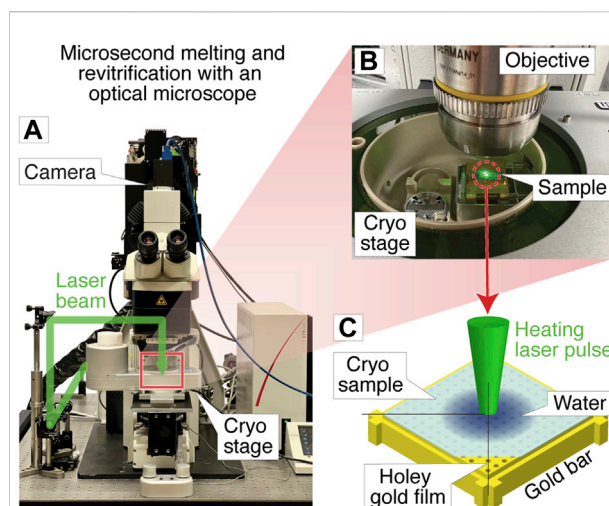 Microsecond melting and
revitrification with an
optical microscope
A
Camera
Laser
beam
Cryo
stage
B
GERMANY
Objective
Sample
Cryo
stage
C
Heating
laser pulse
Cryo
sample
Water
Holey
gold film
Gold bar